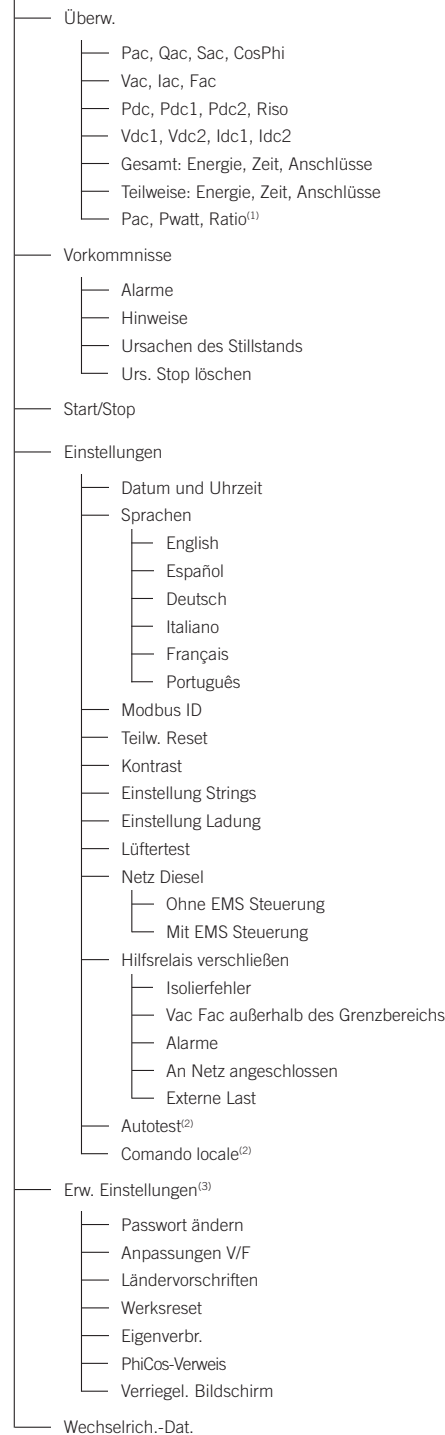 Überw.
Pac, Qac, Sac, CosPhi
Vac, Iac, Fac
Pdc, Pdc1, Pdc2, Riso
Vdc1, Vdc2, Idc1, Idc2
Gesamt: Energie, Zeit, Anschlüsse
Teilweise: Energie, Zeit, Anschlüsse
Pac, Pwatt, Ratio(1)
Vorkommnisse
Alarme
Hinweise
Ursachen des Stillstands
Urs. Stop löschen
Start/Stop
Einstellungen
Datum und Uhrzeit
Sprachen
English
Español
Deutsch
Italiano
Français
Português
Modbus ID
Teilw. Reset
Kontrast
Einstellung Strings
Einstellung Ladung
Lüftertest
Netz Diesel
Ohne EMS Steuerung
Mit EMS Steuerung
Hilfsrelais verschließen
Isolierfehler
Vac Fac außerhalb des Grenzbereichs
Alarme
An Netz angeschlossen
Externe Last
Autotest(2)
Comando locale(2)
Erw. Einstellungen(3)
Passwort ändern
Anpassungen V/F
Ländervorschriften
Werksreset
Eigenverbr.
PhiCos-Verweis
Verriegel. Bildschirm
Wechselrich.-Dat.